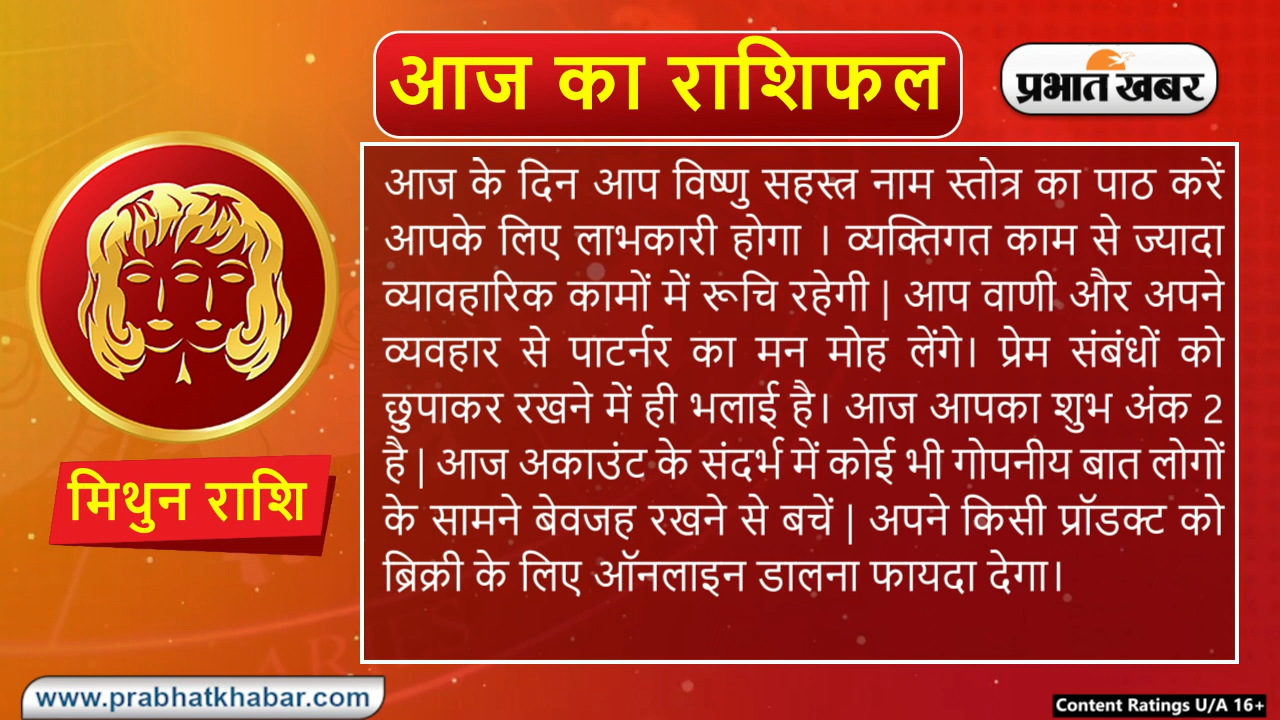 आज का राशिफल
प्रभात खबर
आज के दिन आप विष्णु सहस्त्र नाम स्तोत्र का पाठ करें
आपके लिए लाभकारी होगा । व्यक्तिगत काम से ज्यादा
व्यावहारिक कामों में रूचि रहेगी | आप वाणी और अपने
व्यवहार से पाटर्नर का मन मोह लेंगे। प्रेम संबंधों को
छुपाकर रखने में ही भलाई है। आज आपका शुभ अंक 2
है | आज अकाउंट के संदर्भ में कोई भी गोपनीय बात लोगों
के सामने बेवजह रखने से बचें | अपने किसी प्रॉडक्ट को
ब्रिक्री के लिए ऑनलाइन डालना फायदा देगा।
मिथुन राशि
ARIES
www.prabhatkhabar.com
Content Ratings U/A 16+